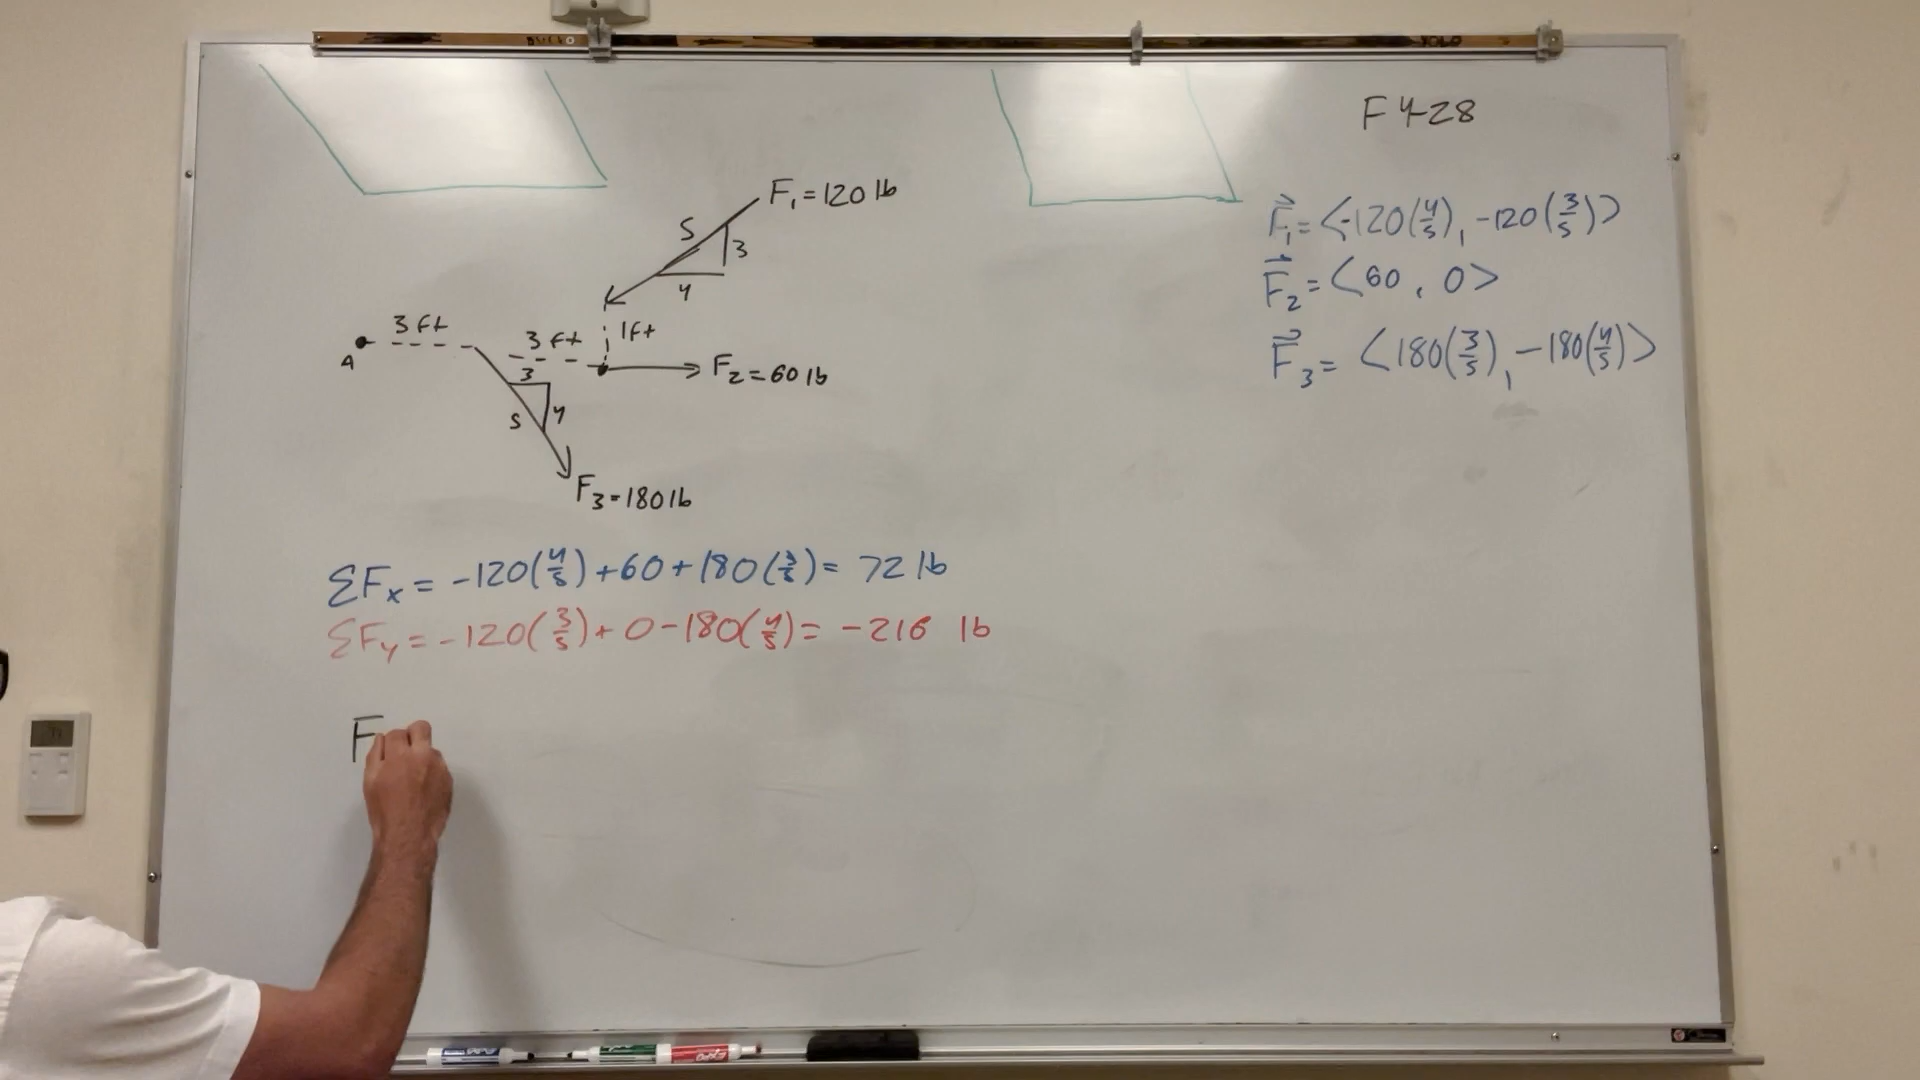 F 4-28
F₁ = 120 lb
5
3
4
3 ft
A
3 ft
1 ft
F₂ = 60 lb
3
5
4
F₃ = 180 lb
F⃗₁ = <-120(4/5), -120(3/5)>
F⃗₂ = <60, 0>
F⃗₃ = <180(3/5), -180(4/5)>
ΣFx = -120(4/5) + 60 + 180(3/5) = 72 lb
ΣFy = -120(3/5) + 0 - 180(4/5) = -216 lb
F
EXPO